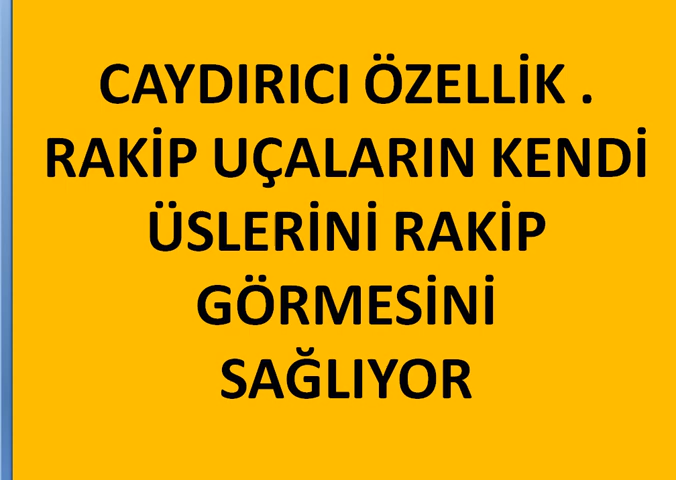 CAYDIRICI ÖZELLİK .
RAKİP UÇALARIN KENDİ
ÜSLERİNİ RAKİP
GÖRMESİNİ
SAĞLIYOR